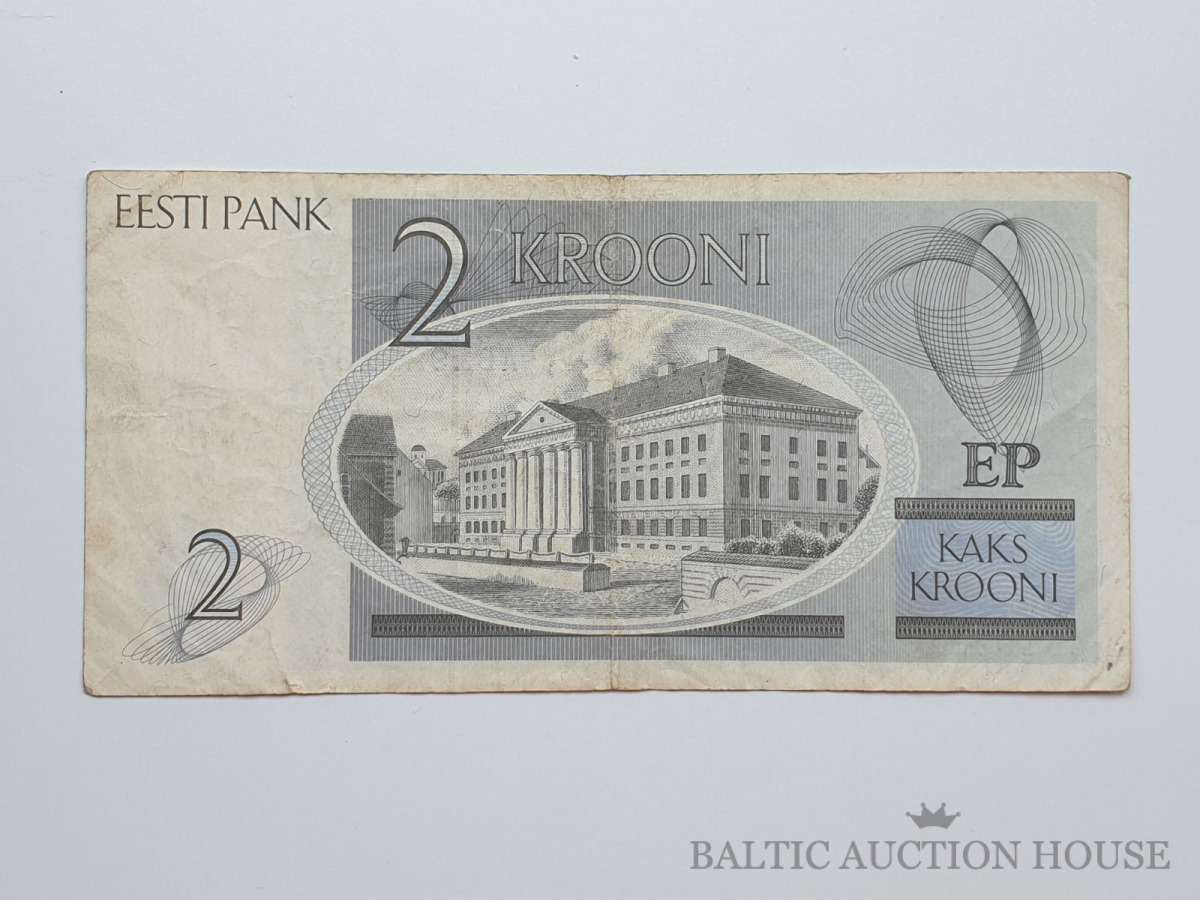 EESTI PANK
2 KROONI
EP
KAKS
KROONI
2
BALTIC AUCTION HOUSE